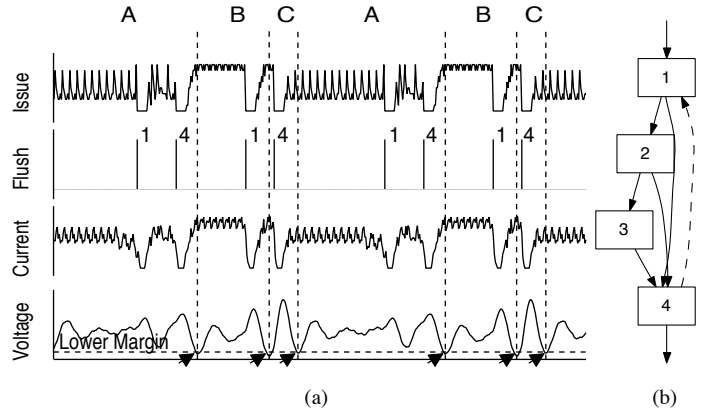 A B C A B C
Issue
Flush
1 4 1 4 1 4 1 4
Current
Voltage
Lower Margin
(a)
1
2
3
4
(b)